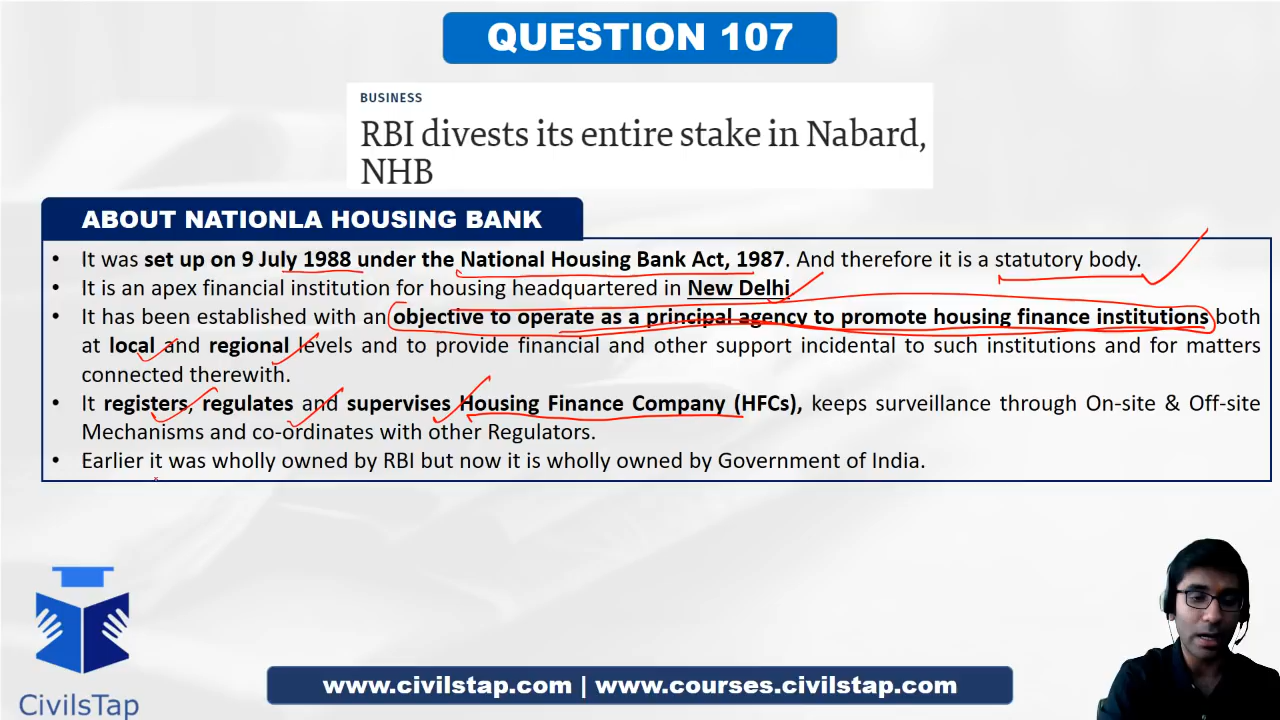 QUESTION 107
BUSINESS
RBI divests its entire stake in Nabard,
NHB
ABOUT NATIONLA HOUSING BANK
• It was set up on 9 July 1988 under the National Housing Bank Act, 1987. And therefore it is a statutory body.
• It is an apex financial institution for housing headquartered in New Delhi
• It has been established with an objective to operate as a principal agency to promote housing finance institutions both
at local and regional levels and to provide financial and other support incidental to such institutions and for matters
connected therewith.
• It registers, regulates and supervises Housing Finance Company (HFCs), keeps surveillance through On-site & Off-site
Mechanisms and co-ordinates with other Regulators.
• Earlier it was wholly owned by RBI but now it is wholly owned by Government of India.
CivilsTap
www.civilstap.com | www.courses.civilstap.com